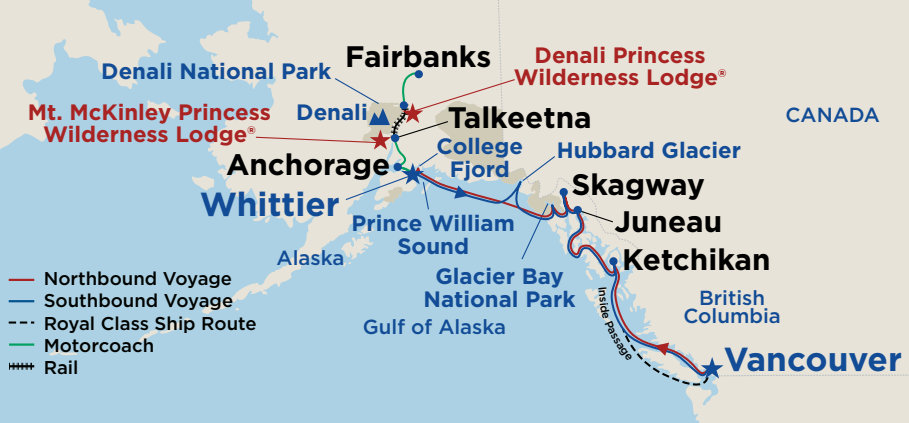 Fairbanks
Denali Princess
Wilderness Lodge®
Denali National Park
Mt. McKinley Princess
Wilderness Lodge®
Denali
Talkeetna
CANADA
College
Fjord
Hubbard Glacier
Anchorage
Skagway
Whittier
Juneau
Prince William
Sound
Alaska
Ketchikan
Glacier Bay
National Park
Northbound Voyage
Southbound Voyage
Royal Class Ship Route
Motorcoach
Rail
Gulf of Alaska
Inside Passage
British
Columbia
Vancouver